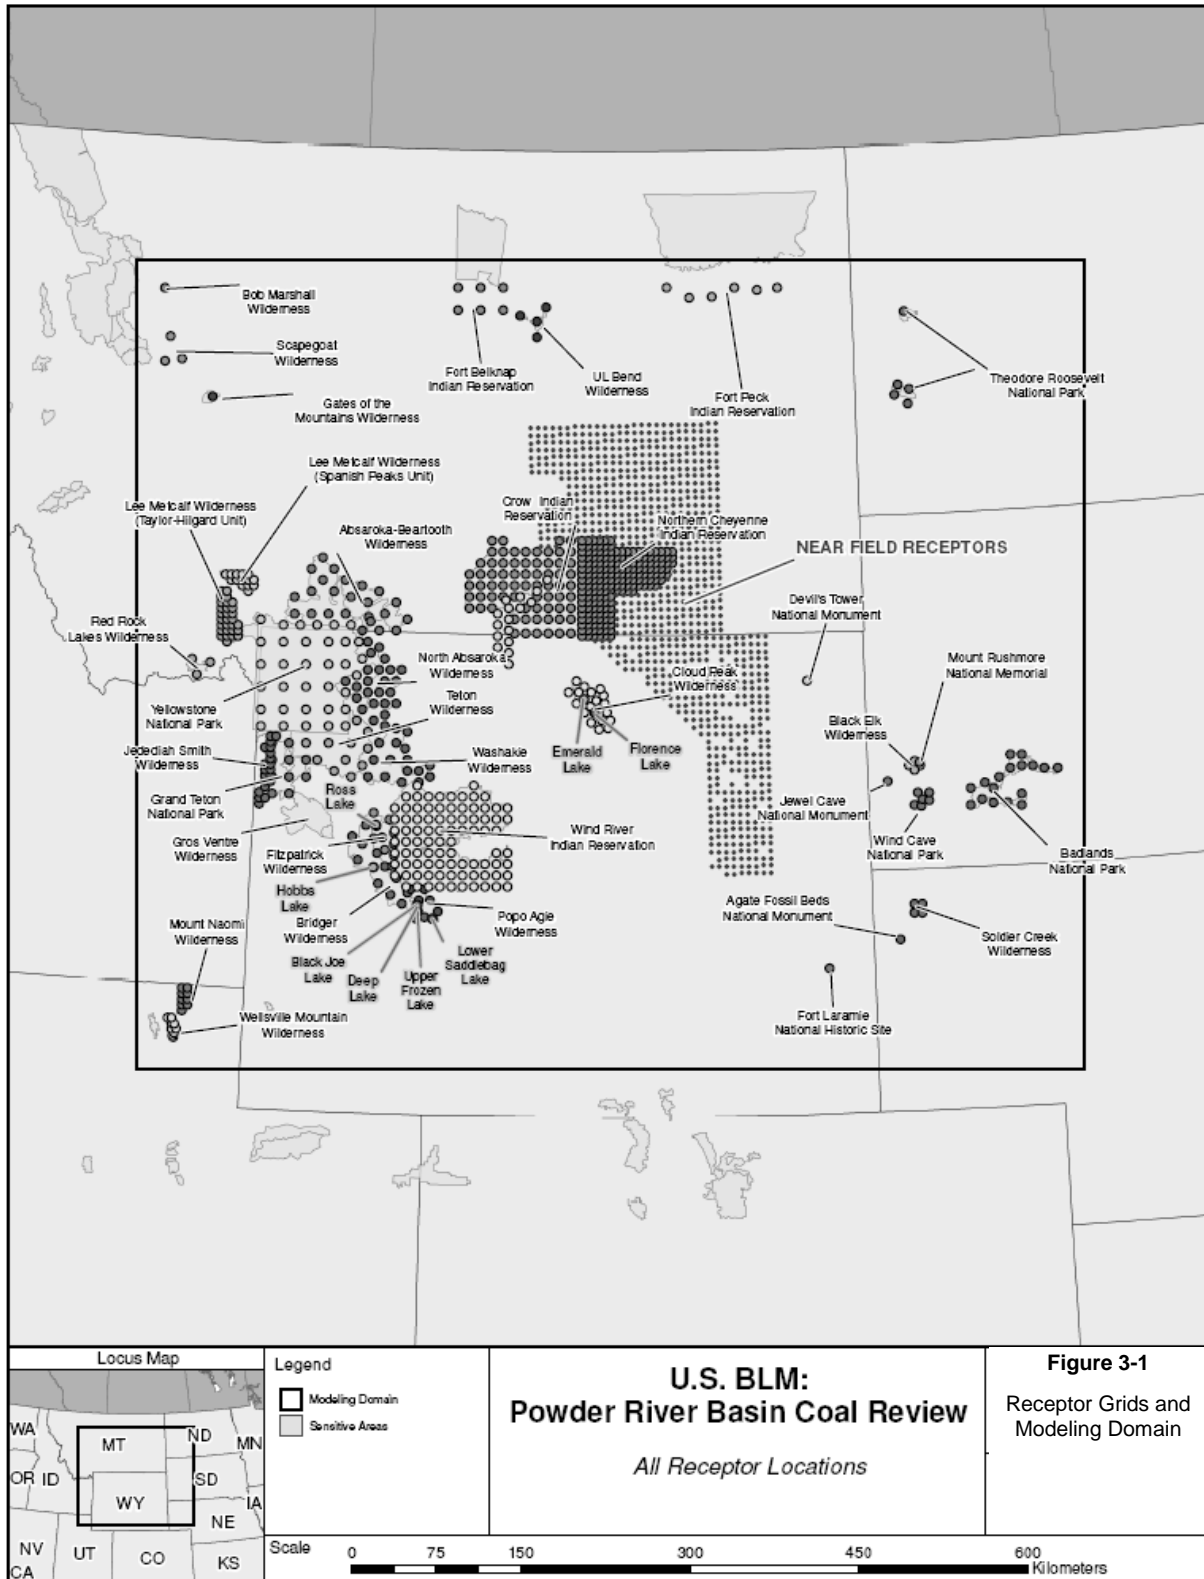 Bob Marshall
Wilderness
Scapegoat
Wilderness
Gates of the
Mountains Wilderness
Fort Belknap
Indian Reservation
UL Bend
Wilderness
Fort Peck
Indian Reservation
Theodore Roosevelt
National Park
Lee Metcalf Wilderness
(Spanish Peaks Unit)
Lee Metcalf Wilderness
(Taylor-Hilgard Unit)
Absaroka-Beartooth
Wilderness
Crow Indian
Reservation
Northern Cheyenne
Indian Reservation
NEAR FIELD RECEPTORS
Devil's Tower
National Monument
Red Rock
Lakes Wilderness
North Absaroka
Wilderness
Cloud Peak
Wilderness
Mount Rushmore
National Memorial
Yellowstone
National Park
Teton
Wilderness
Black Elk
Wilderness
Jedediah Smith
Wilderness
Washakie
Wilderness
Emerald
Lake
Florence
Lake
Grand Teton
National Park
Ross
Lake
Jewel Cave
National Monument
Gros Ventre
Wilderness
Fitzpatrick
Wilderness
Wind River
Indian Reservation
Wind Cave
National Park
Badlands
National Park
Hobbs
Lake
Bridger
Wilderness
Popo Agie
Wilderness
Agate Fossil Beds
National Monument
Soldier Creek
Wilderness
Mount Naomi
Wilderness
Black Joe
Lake
Deep
Lake
Upper
Frozen
Lake
Lower
Saddlebag
Lake
Wellsville Mountain
Wilderness
Fort Laramie
National Historic Site
Locus Map
WA
MT
ND
MN
OR
ID
SD
WY
IA
NE
NV
UT
CO
KS
CA
Legend
Modeling Domain
Sensitive Areas
U.S. BLM:
Powder River Basin Coal Review
All Receptor Locations
Figure 3-1
Receptor Grids and
Modeling Domain
Scale
0 75 150 300 450 600
Kilometers